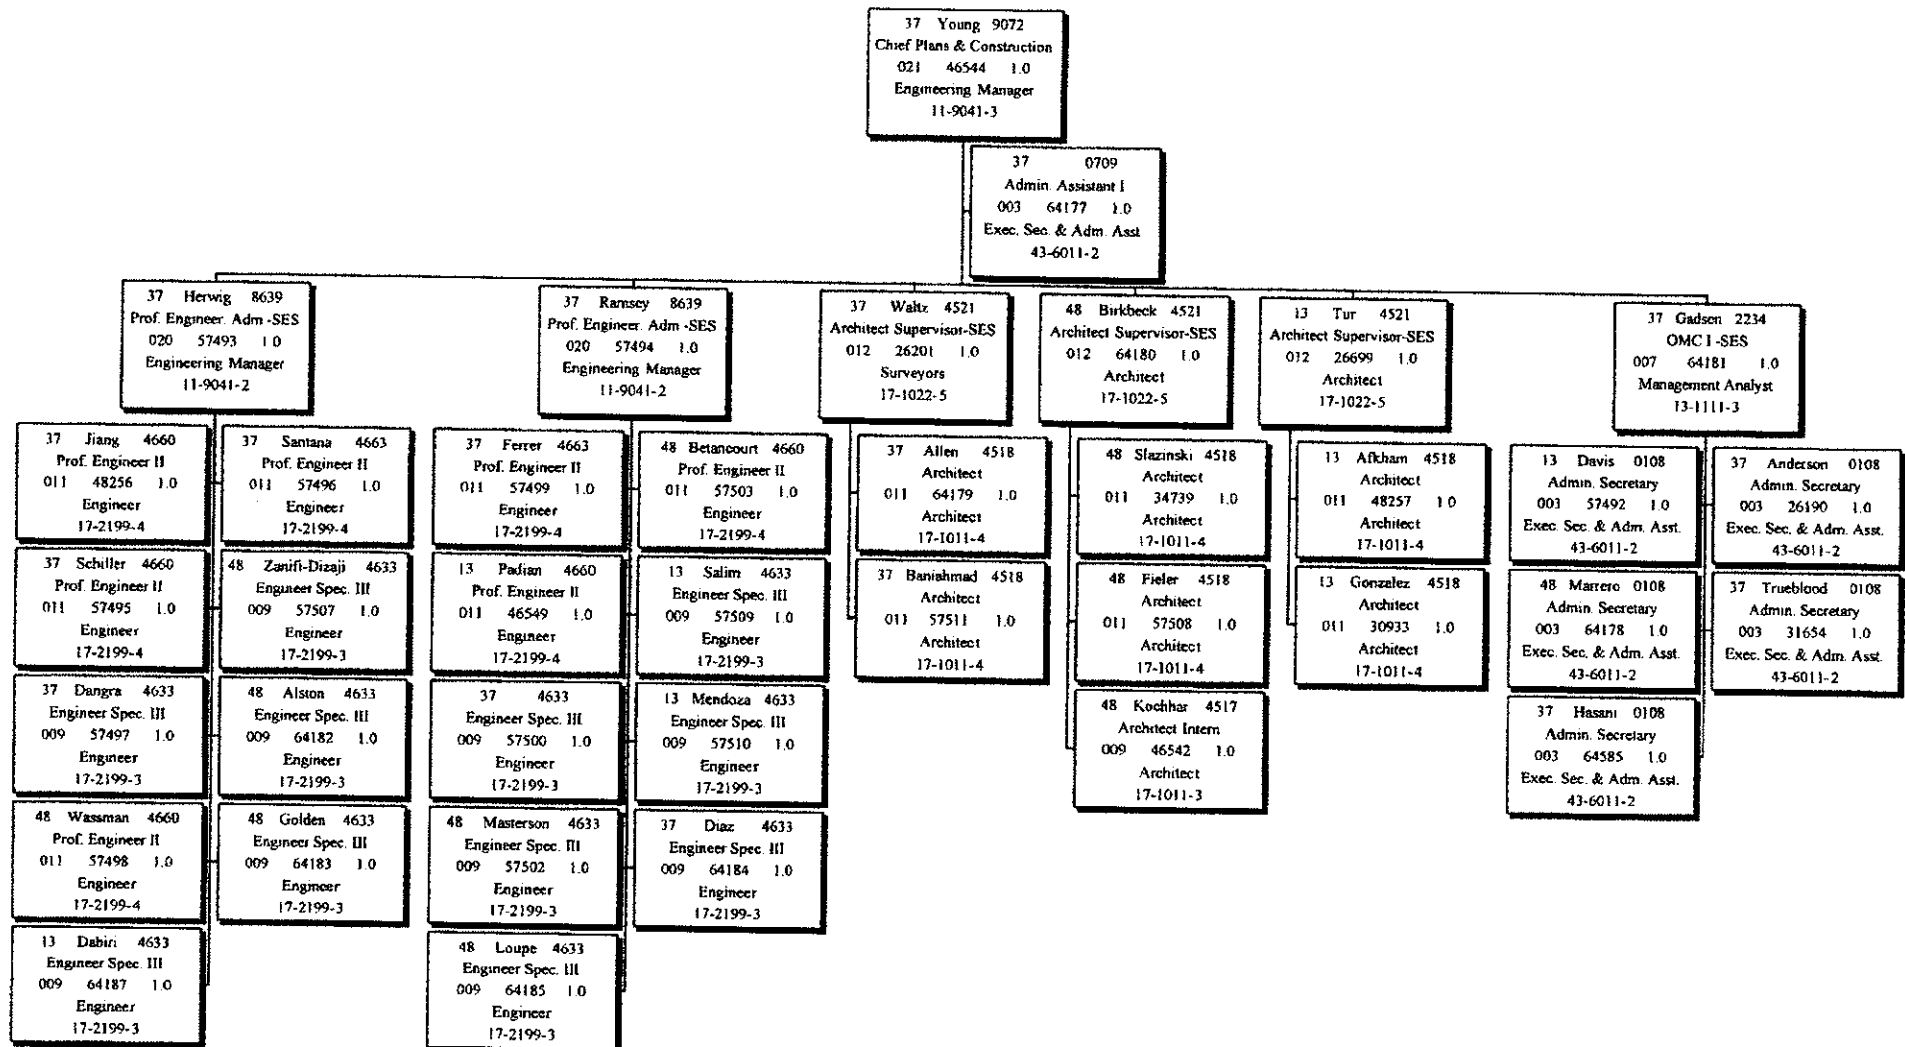 37 Young 9072
Chief Plans & Construction
021 46544 1.0
Engineering Manager
11-9041-3
37 0709
Admin. Assistant I
003 64177 1.0
Exec. Sec. & Adm. Asst.
43-6011-2
37 Herwig 8639
Prof. Engineer. Adm -SES
020 57493 1.0
Engineering Manager
11-9041-2
37 Jiang 4660
Prof. Engineer II
011 48256 1.0
Engineer
17-2199-4
37 Santana 4663
Prof. Engineer II
011 57496 1.0
Engineer
17-2199-4
37 Schiller 4660
Prof. Engineer II
011 57495 1.0
Engineer
17-2199-4
48 Zanifi-Dizaji 4633
Engineer Spec. III
009 57507 1.0
Engineer
17-2199-3
37 Dangra 4633
Engineer Spec. III
009 57497 1.0
Engineer
17-2199-3
48 Alston 4633
Engineer Spec. III
009 64182 1.0
Engineer
17-2199-3
48 Wassman 4660
Prof. Engineer II
011 57498 1.0
Engineer
17-2199-4
48 Golden 4633
Engineer Spec. III
009 64183 1.0
Engineer
17-2199-3
13 Dabiri 4633
Engineer Spec. III
009 64187 1.0
Engineer
17-2199-3
37 Ramsey 8639
Prof. Engineer. Adm -SES
020 57494 1.0
Engineering Manager
11-9041-2
37 Ferrer 4663
Prof. Engineer II
011 57499 1.0
Engineer
17-2199-4
48 Betancourt 4660
Prof. Engineer II
011 57503 1.0
Engineer
17-2199-4
13 Padian 4660
Prof. Engineer II
011 46549 1.0
Engineer
17-2199-4
13 Salim 4633
Engineer Spec. III
009 57509 1.0
Engineer
17-2199-3
37 4633
Engineer Spec. III
009 57500 1.0
Engineer
17-2199-3
13 Mendoza 4633
Engineer Spec. III
009 57510 1.0
Engineer
17-2199-3
48 Masterson 4633
Engineer Spec. III
009 57502 1.0
Engineer
17-2199-3
37 Diaz 4633
Engineer Spec. III
009 64184 1.0
Engineer
17-2199-3
48 Loupe 4633
Engineer Spec. III
009 64185 1.0
Engineer
17-2199-3
37 Waltz 4521
Architect Supervisor-SES
012 26201 1.0
Surveyors
17-1022-5
37 Allen 4518
Architect
011 64179 1.0
Architect
17-1011-4
37 Baniahmad 4518
Architect
011 57511 1.0
Architect
17-1011-4
48 Birkbeck 4521
Architect Supervisor-SES
012 64180 1.0
Architect
17-1022-5
48 Slazinski 4518
Architect
011 34739 1.0
Architect
17-1011-4
48 Fieler 4518
Architect
011 57508 1.0
Architect
17-1011-4
48 Kochhar 4517
Architect Intern
009 46542 1.0
Architect
17-1011-3
13 Tur 4521
Architect Supervisor-SES
012 26699 1.0
Architect
17-1022-5
13 Afkham 4518
Architect
011 48257 1.0
Architect
17-1011-4
13 Gonzalez 4518
Architect
011 30933 1.0
Architect
17-1011-4
37 Gadsen 2234
OMC I -SES
007 64181 1.0
Management Analyst
13-1111-3
13 Davis 0108
Admin. Secretary
003 57492 1.0
Exec. Sec. & Adm. Asst.
43-6011-2
37 Anderson 0108
Admin. Secretary
003 26190 1.0
Exec. Sec. & Adm. Asst.
43-6011-2
48 Marrero 0108
Admin. Secretary
003 64178 1.0
Exec. Sec. & Adm. Asst.
43-6011-2
37 Trueblood 0108
Admin. Secretary
003 31654 1.0
Exec. Sec. & Adm. Asst.
43-6011-2
37 Hasani 0108
Admin. Secretary
003 64585 1.0
Exec. Sec. & Adm. Asst.
43-6011-2